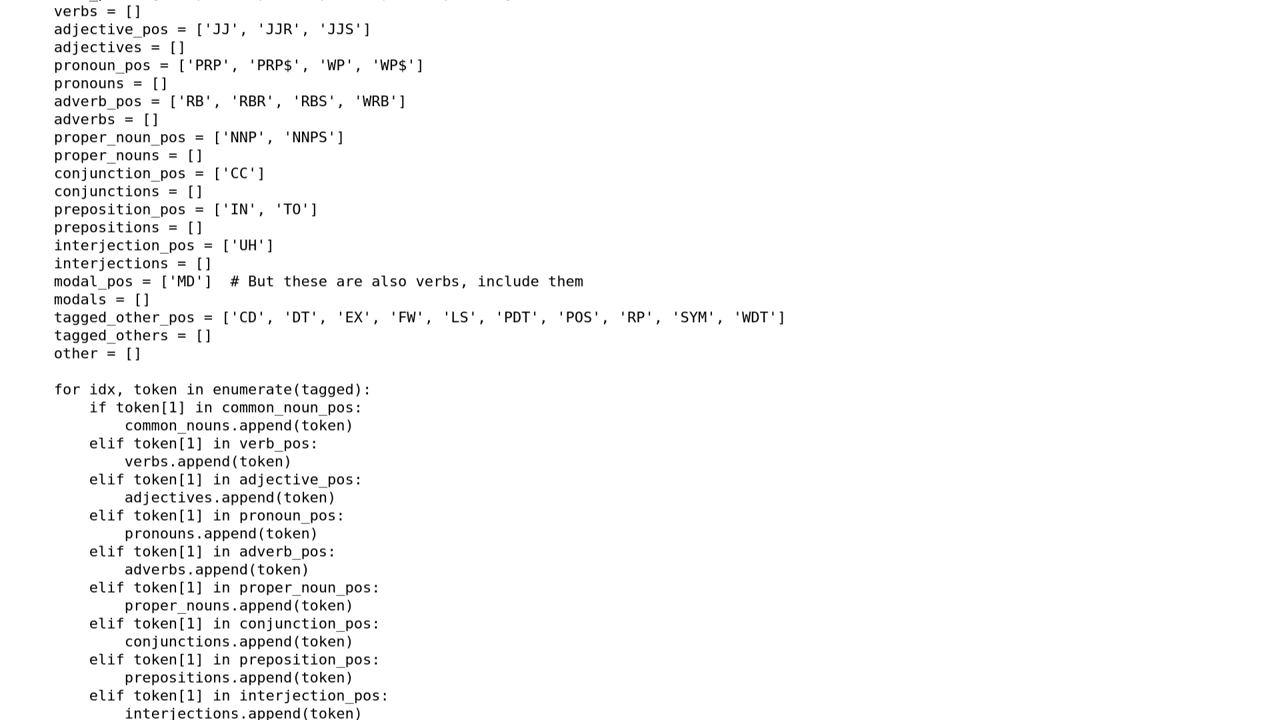 verbs = []
adjective_pos = ['JJ', 'JJR', 'JJS']
adjectives = []
pronoun_pos = ['PRP', 'PRP$', 'WP', 'WP$']
pronouns = []
adverb_pos = ['RB', 'RBR', 'RBS', 'WRB']
adverbs = []
proper_noun_pos = ['NNP', 'NNPS']
proper_nouns = []
conjunction_pos = ['CC']
conjunctions = []
preposition_pos = ['IN', 'TO']
prepositions = []
interjection_pos = ['UH']
interjections = []
modal_pos = ['MD']  # But these are also verbs, include them
modals = []
tagged_other_pos = ['CD', 'DT', 'EX', 'FW', 'LS', 'PDT', 'POS', 'RP', 'SYM', 'WDT']
tagged_others = []
other = []

for idx, token in enumerate(tagged):
    if token[1] in common_noun_pos:
        common_nouns.append(token)
    elif token[1] in verb_pos:
        verbs.append(token)
    elif token[1] in adjective_pos:
        adjectives.append(token)
    elif token[1] in pronoun_pos:
        pronouns.append(token)
    elif token[1] in adverb_pos:
        adverbs.append(token)
    elif token[1] in proper_noun_pos:
        proper_nouns.append(token)
    elif token[1] in conjunction_pos:
        conjunctions.append(token)
    elif token[1] in preposition_pos:
        prepositions.append(token)
    elif token[1] in interjection_pos:
        interjections.append(token)